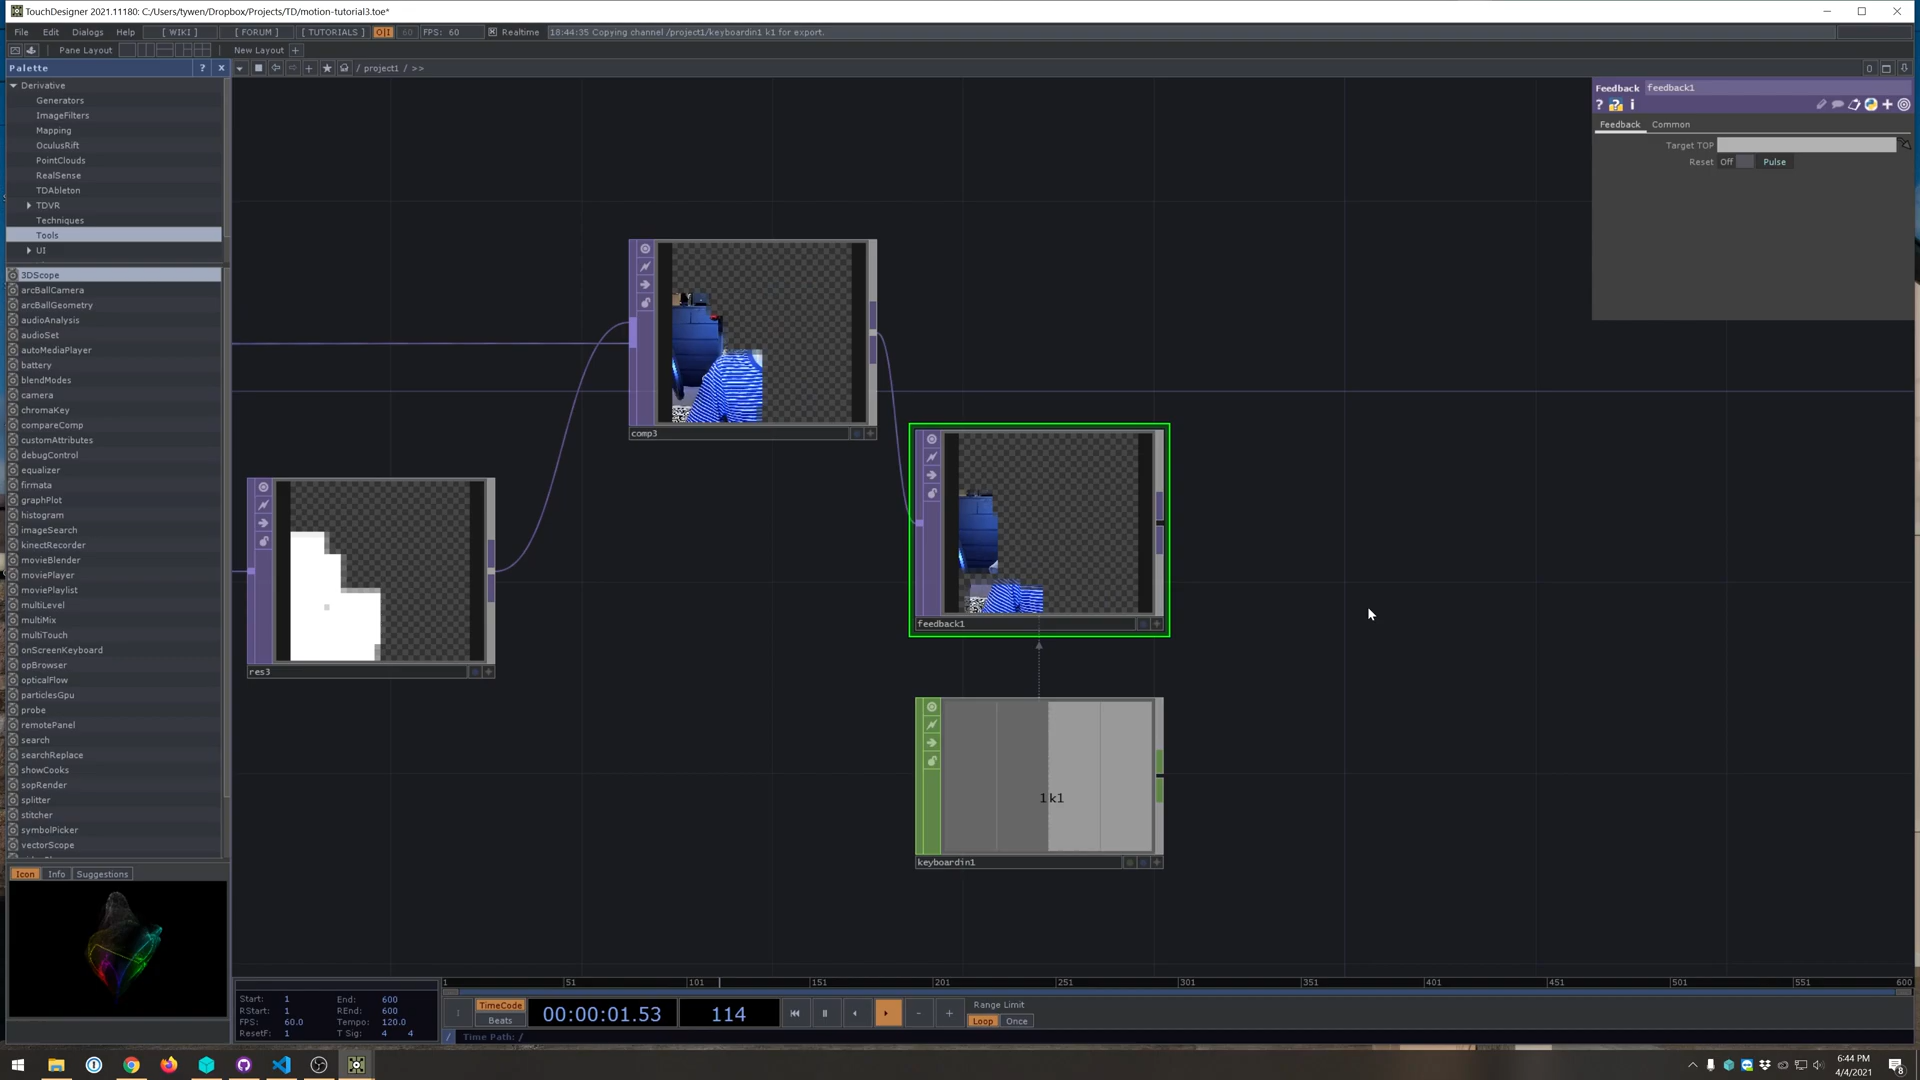 TouchDesigner 2021.11180: C:/Users/tywen/Dropbox/Projects/TD/motion-tutorial3.toe*
File Edit Dialogs Help [ WIKI ] [ FORUM ] [ TUTORIALS ] O|I 60 FPS: 60 Realtime 18:44:35 Copying channel /project1/keyboardin1 k1 for export.
Pane Layout New Layout +
Palette ? x / project1 / >> 0
Derivative
Generators
ImageFilters
Mapping
OculusRift
PointClouds
RealSense
TDAbleton
TDVR
Techniques
Tools
UI
3DScope
arcBallCamera
arcBallGeometry
audioAnalysis
audioSet
autoMediaPlayer
battery
blendModes
camera
chromaKey
compareComp
customAttributes
debugControl
equalizer
firmata
graphPlot
histogram
imageSearch
kinectRecorder
movieBlender
moviePlayer
moviePlaylist
multiLevel
multiMix
multiTouch
onScreenKeyboard
opBrowser
opticalFlow
particlesGpu
probe
remotePanel
search
searchReplace
showCooks
sopRender
splitter
stitcher
symbolPicker
vectorScope
Icon Info Suggestions
comp3
res3
feedback1
1 k1
keyboardin1
Feedback feedback1
? i
Feedback Common
Target TOP
Reset Off Pulse
1 51 101 151 201 251 301 351 401 451 501 551 600
Start: 1 End: 600
RStart: 1 REnd: 600
FPS: 60.0 Tempo: 120.0
ResetF: 1 T Sig: 4 4
TimeCode
Beats
00:00:01.53 114
Range Limit
Loop Once
/ Time Path: /
6:44 PM
4/4/2021
8